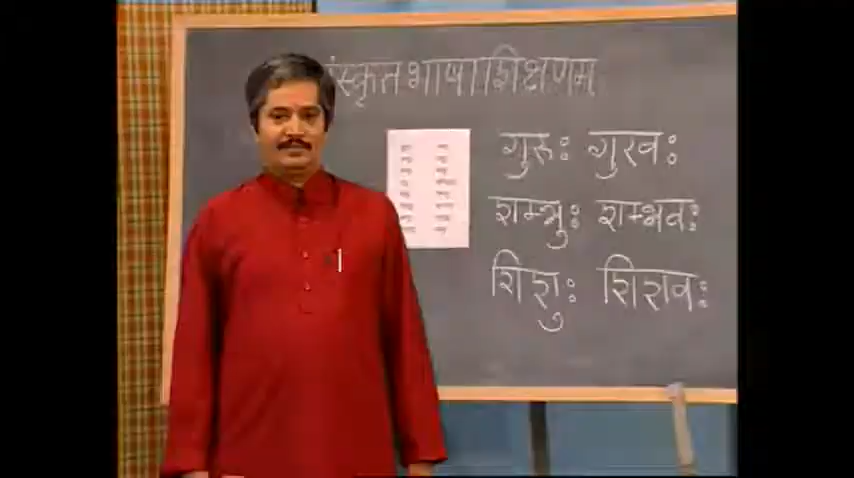 संस्कृतभाषाशिक्षणम्
गुरुः गुरवः
शम्भुः शम्भवः
शिशुः शिशवः